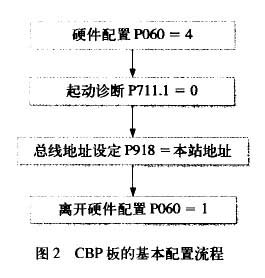 硬件配置 P060 = 4
起动诊断 P711.1 = 0
总线地址设定 P918 = 本站地址
离开硬件配置 P060 = 1
图 2 CBP 板的基本配置流程